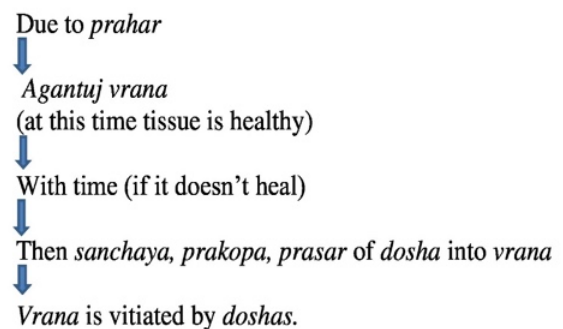 Due to prahar
Agantuj vrana
(at this time tissue is healthy)
With time (if it doesn’t heal)
Then sanchaya, prakopa, prasar of dosha into vrana
Vrana is vitiated by doshas.